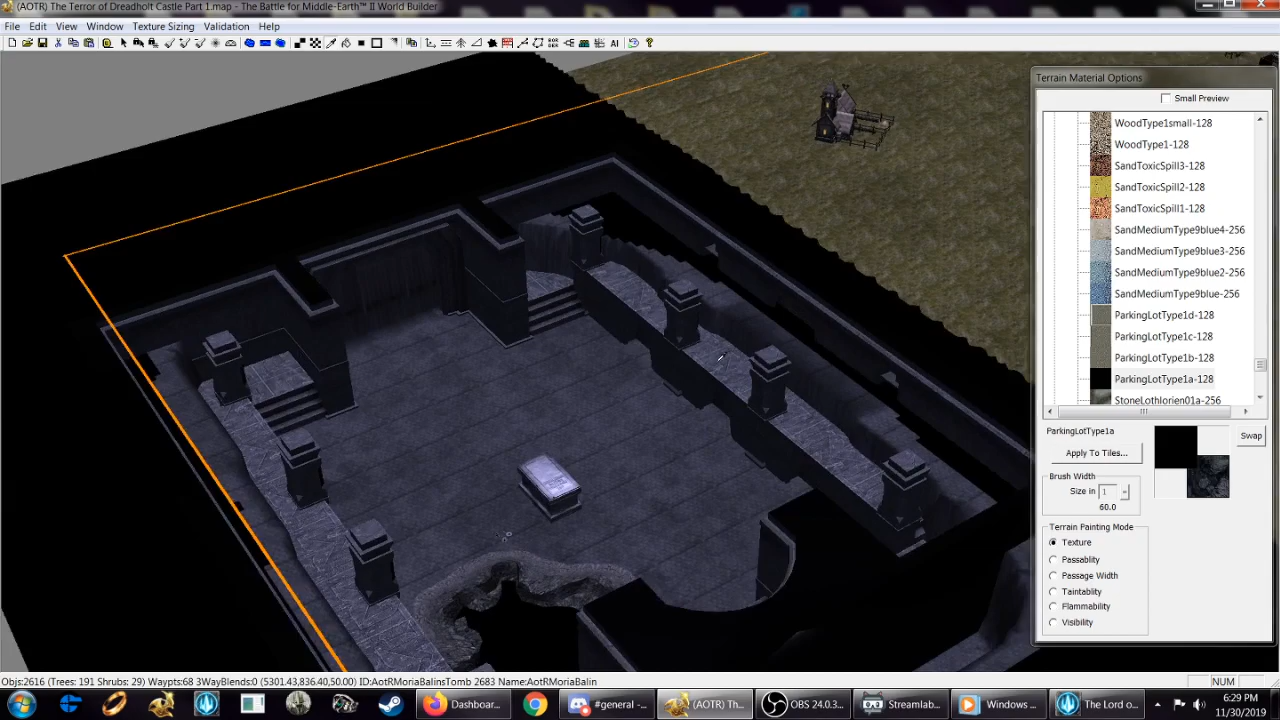 (AOTR) The Terror of Dreadholt Castle Part 1.map - The Battle for Middle-Earth™ II World Builder
File Edit View Window Texture Sizing Validation Help
AI
Terrain Material Options
Small Preview
WoodType1small-128
WoodType1-128
SandToxicSpill3-128
SandToxicSpill2-128
SandToxicSpill1-128
SandMediumType9blue4-256
SandMediumType9blue3-256
SandMediumType9blue2-256
SandMediumType9blue-256
ParkingLotType1d-128
ParkingLotType1c-128
ParkingLotType1b-128
ParkingLotType1a-128
StoneLothlorien01a-256
ParkingLotType1a
Swap
Apply To Tiles...
Brush Width
Size in 1
60.0
Terrain Painting Mode
Texture
Passablity
Passage Width
Taintablity
Flammability
Visibility
Objs:2616 (Trees: 191 Shrubs: 29) Waypts:68 3WayBlends:0 (5301.43,836.40,50.00) ID:AotRMoriaBalinsTomb 2683 Name:AotRMoriaBalin
NUM
Dashboar...
#general -...
(AOTR) Th...
OBS 24.0.3...
Streamlab...
Windows ...
The Lord o...
6:29 PM
11/30/2019